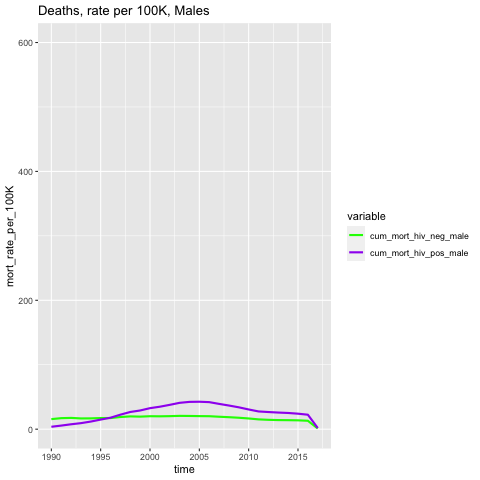 Deaths, rate per 100K, Males
mort_rate_per_100K
600
400
200
0
1990
1995
2000
2005
2010
2015
time
variable
cum_mort_hiv_neg_male
cum_mort_hiv_pos_male